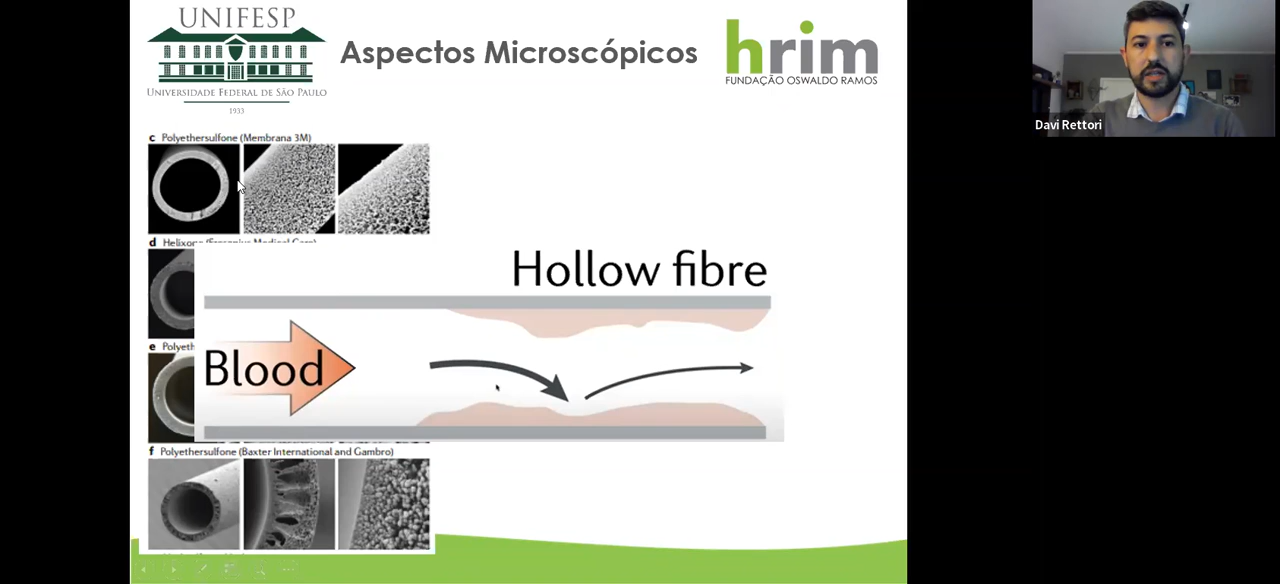 UNIFESP
UNIVERSIDADE FEDERAL DE SÃO PAULO
1933
Aspectos Microscópicos
hrim
FUNDAÇÃO OSWALDO RAMOS
Davi Rettori
c Polyethersulfone (Membrana 3M)
d Helixone (Fresenius Medical Care)
Hollow fibre
Blood
e Polyeth
f Polyethersulfone (Baxter International and Gambro)